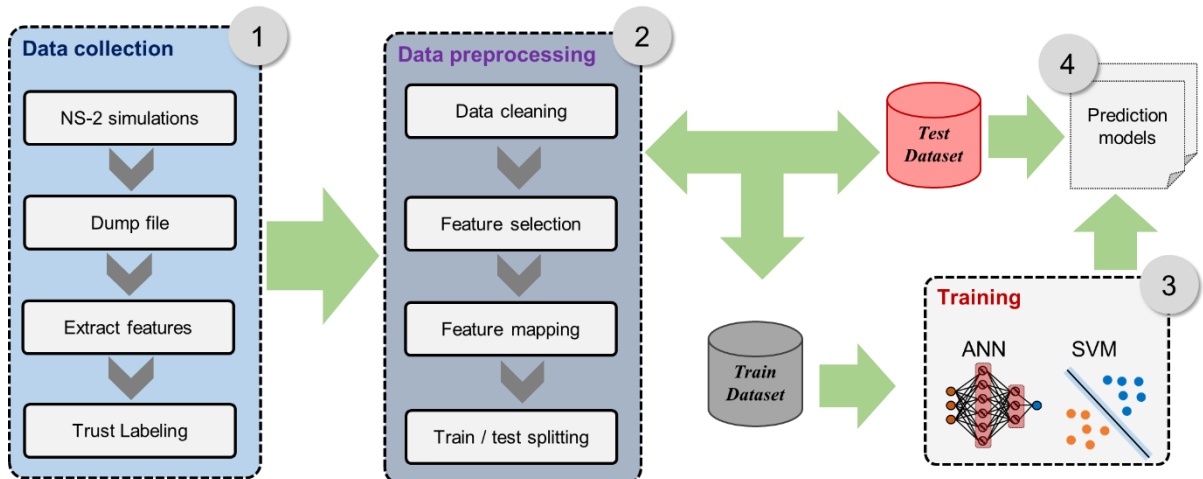 1
Data collection
NS-2 simulations
Dump file
Extract features
Trust Labeling
2
Data preprocessing
Data cleaning
Feature selection
Feature mapping
Train / test splitting
Test
Dataset
4
Prediction
models
Train
Dataset
3
Training
ANN
SVM